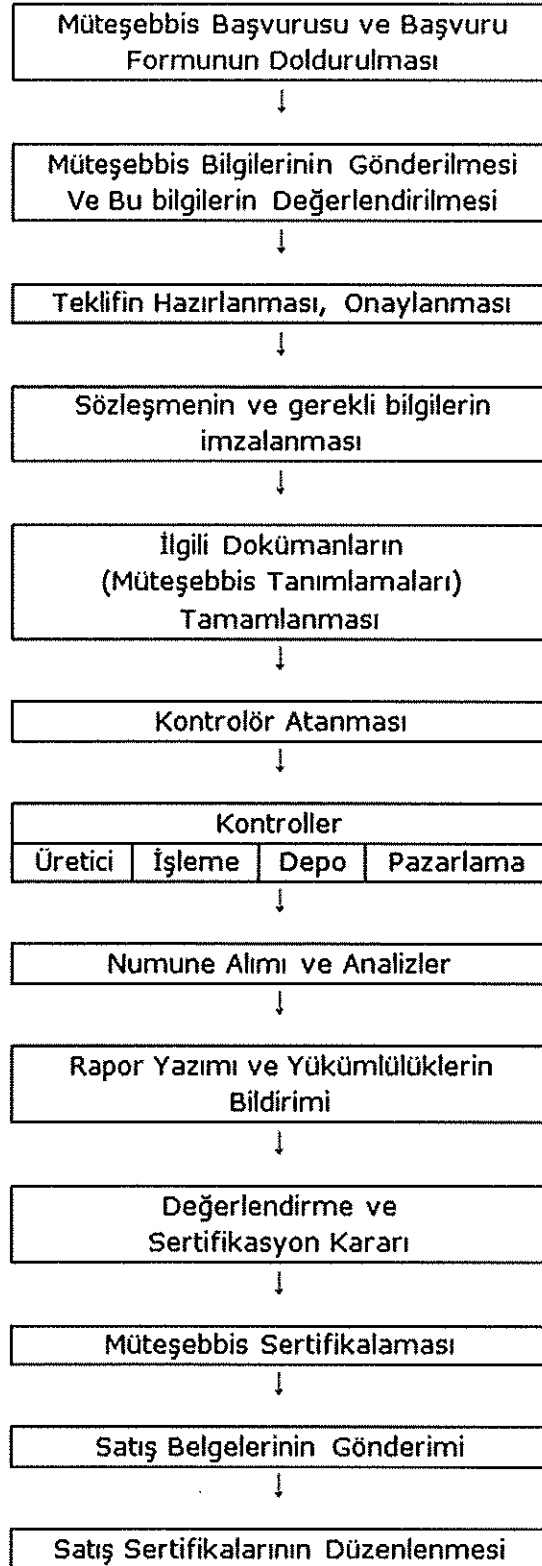 Müteşebbis Başvurusu ve Başvuru
Formunun Doldurulması
Müteşebbis Bilgilerinin Gönderilmesi
Ve Bu bilgilerin Değerlendirilmesi
Teklifin Hazırlanması, Onaylanması
Sözleşmenin ve gerekli bilgilerin
imzalanması
İlgili Dokümanların
(Müteşebbis Tanımlamaları)
Tamamlanması
Kontrolör Atanması
Kontroller
Üretici İşleme Depo Pazarlama
Numune Alımı ve Analizler
Rapor Yazımı ve Yükümlülüklerin
Bildirimi
Değerlendirme ve
Sertifikasyon Kararı
Müteşebbis Sertifikalaması
Satış Belgelerinin Gönderimi
Satış Sertifikalarının Düzenlenmesi